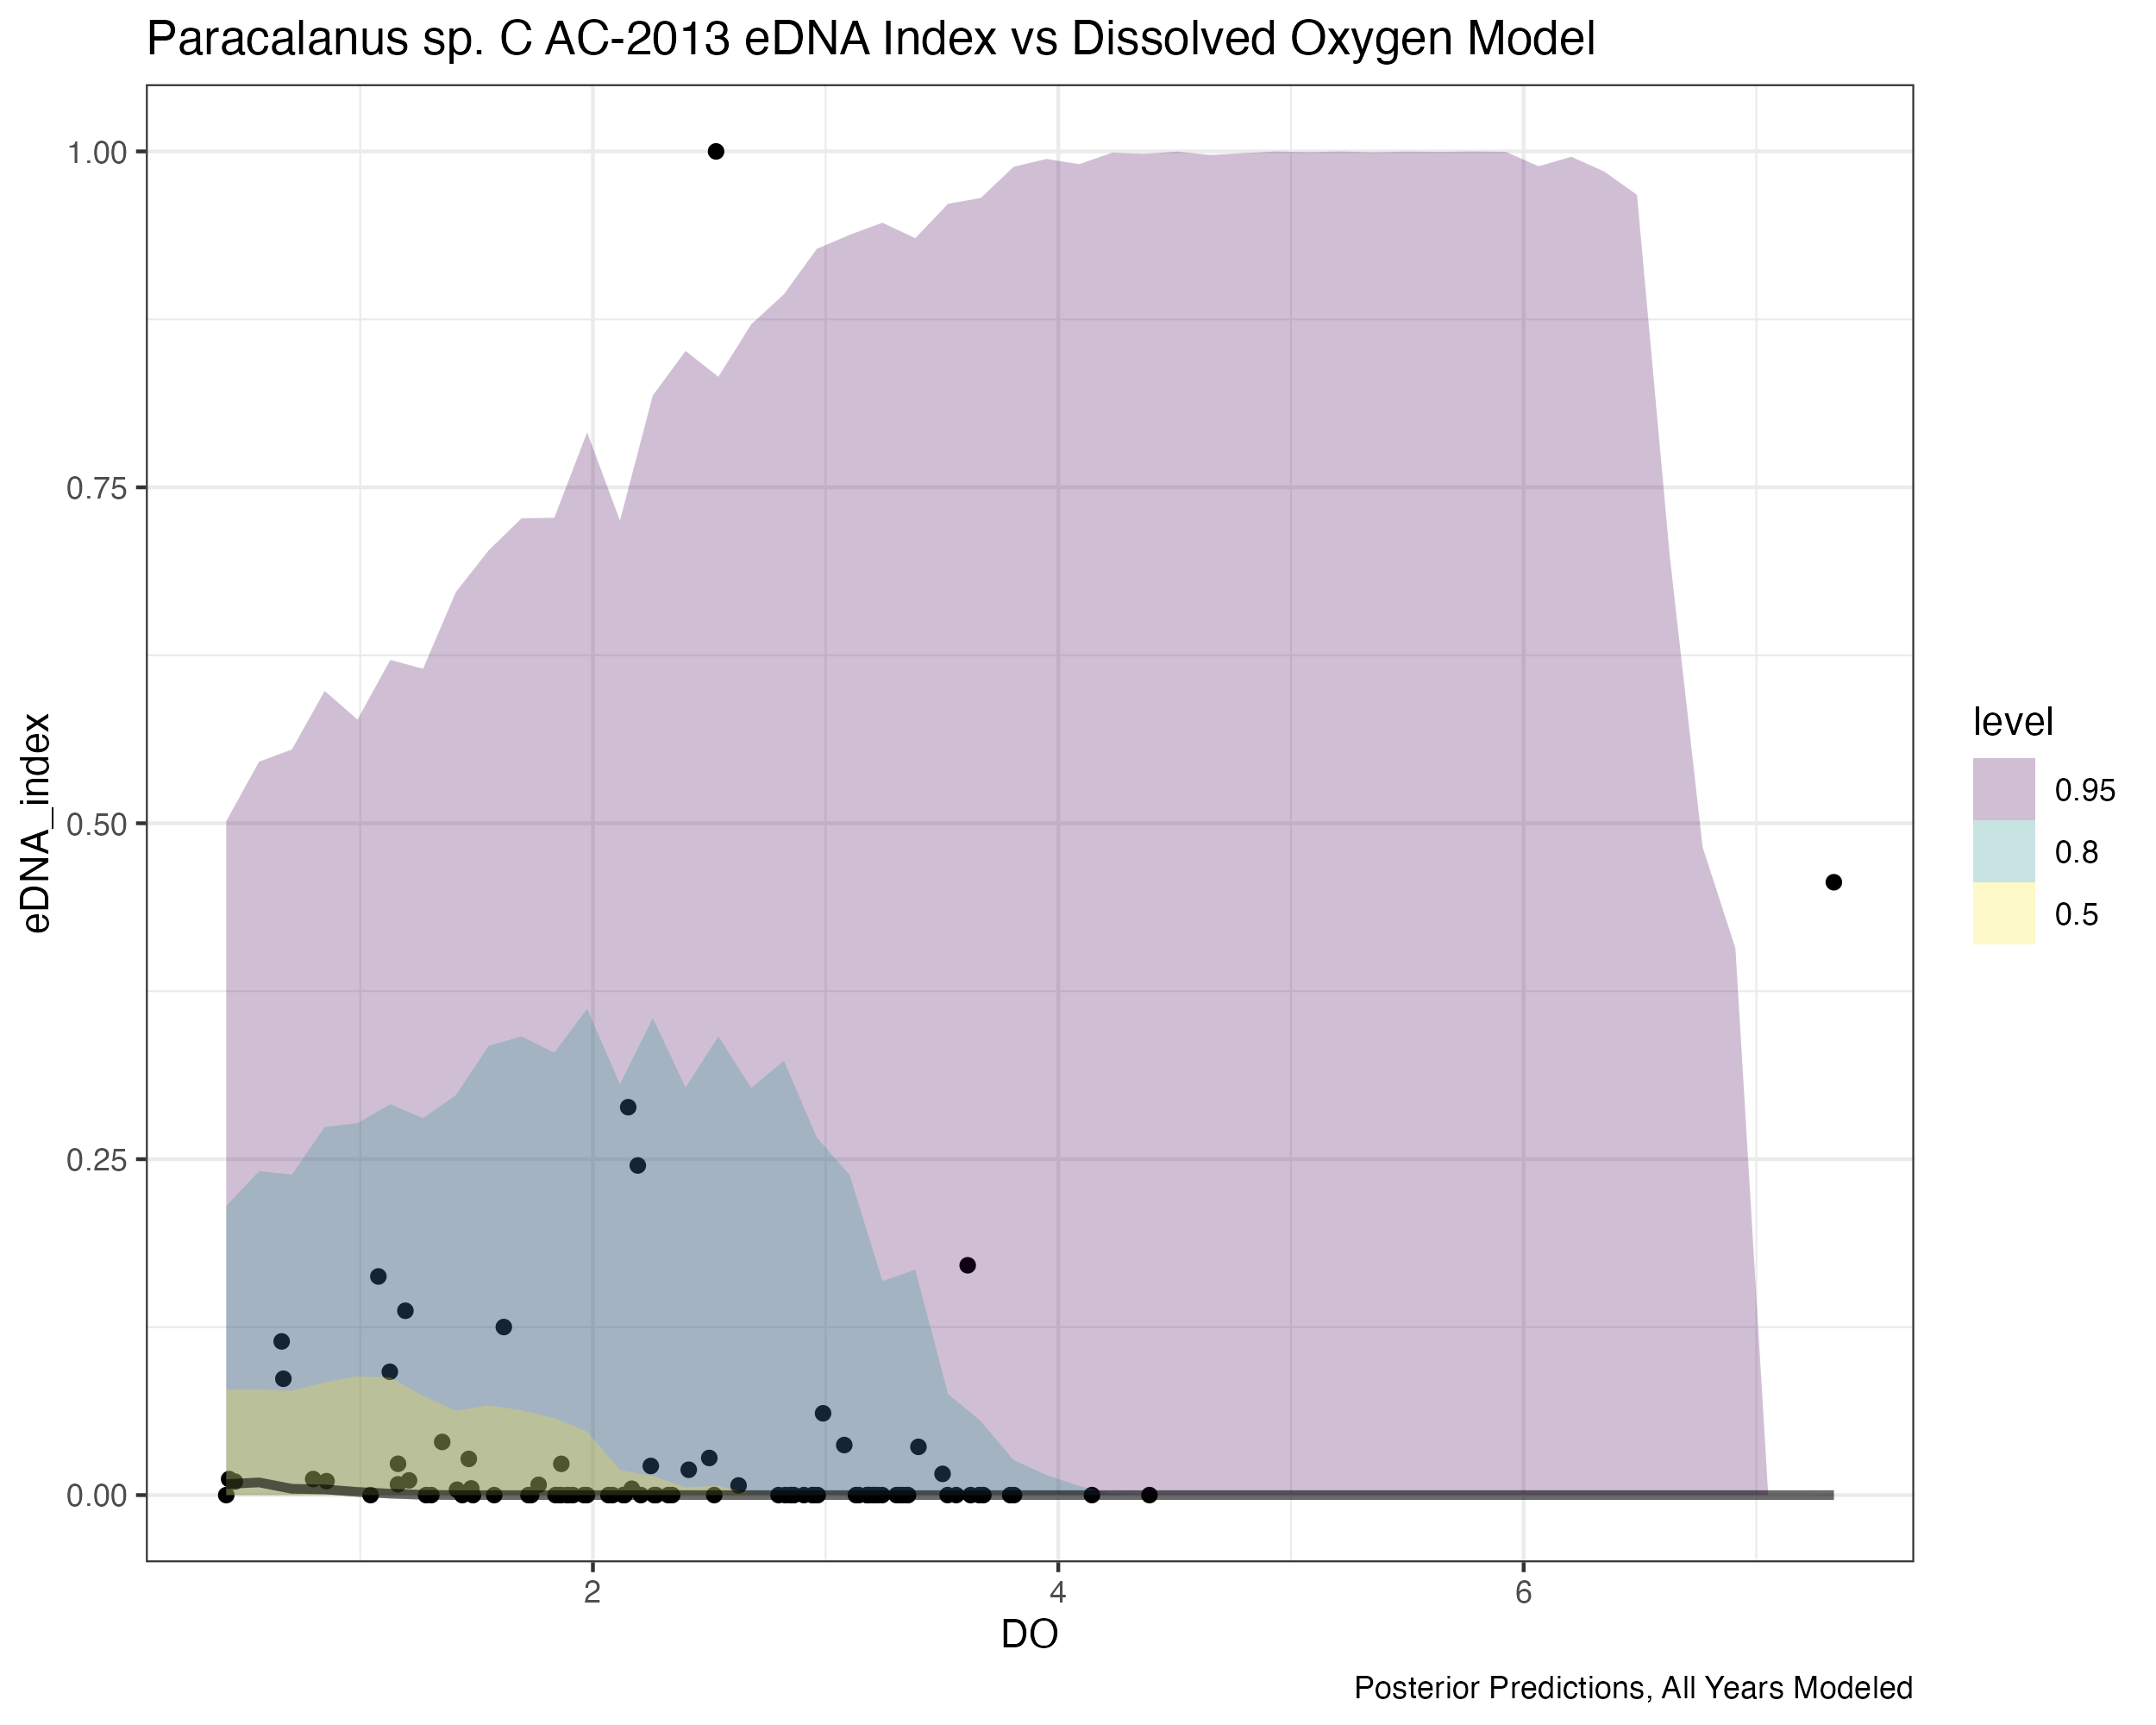 Paracalanus sp. C AC-2013 eDNA Index vs Dissolved Oxygen Model
1.00
0.75
0.50
0.25
0.00
eDNA_index
2
4
6
DO
level
0.95
0.8
0.5
Posterior Predictions, All Years Modeled